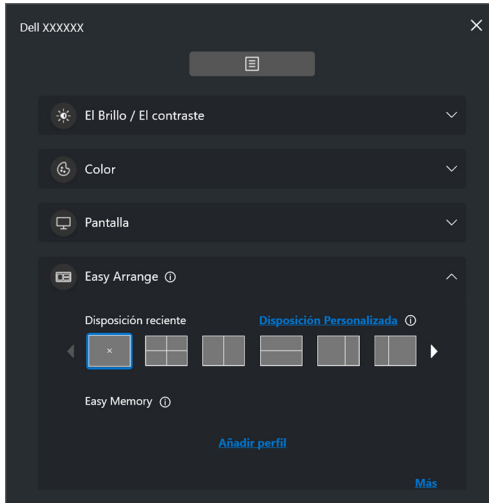 Dell XXXXXX
El Brillo / El contraste
Color
Pantalla
Easy Arrange
Disposición reciente Disposición Personalizada
Easy Memory
Añadir perfil
Más